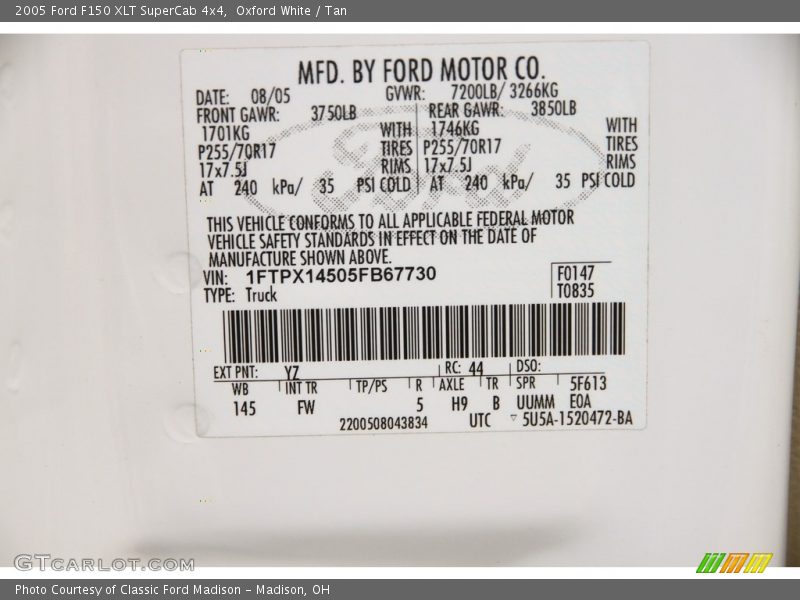 2005 Ford F150 XLT SuperCab 4x4, Oxford White / Tan
MFD. BY FORD MOTOR CO.
DATE: 08/05 GVWR: 7200LB/ 3266KG
FRONT GAWR: 3750LB REAR GAWR: 3850LB
1701KG WITH 1746KG WITH
P255/70R17 TIRES P255/70R17 TIRES
17x7.5J RIMS 17x7.5J RIMS
AT 240 kPa/ 35 PSI COLD AT 240 kPa/ 35 PSI COLD
Ford
THIS VEHICLE CONFORMS TO ALL APPLICABLE FEDERAL MOTOR
VEHICLE SAFETY STANDARDS IN EFFECT ON THE DATE OF
MANUFACTURE SHOWN ABOVE.
VIN: 1FTPX14505FB67730 F0147
TYPE: Truck T0835
EXT PNT: YZ RC: 44 DSO:
WB INT TR TP/PS R AXLE TR SPR 5F613
145 FW 5 H9 B UUMM E0A
2200508043834 UTC ▽ 5U5A-1520472-BA
GTCARLOT.COM
Photo Courtesy of Classic Ford Madison - Madison, OH